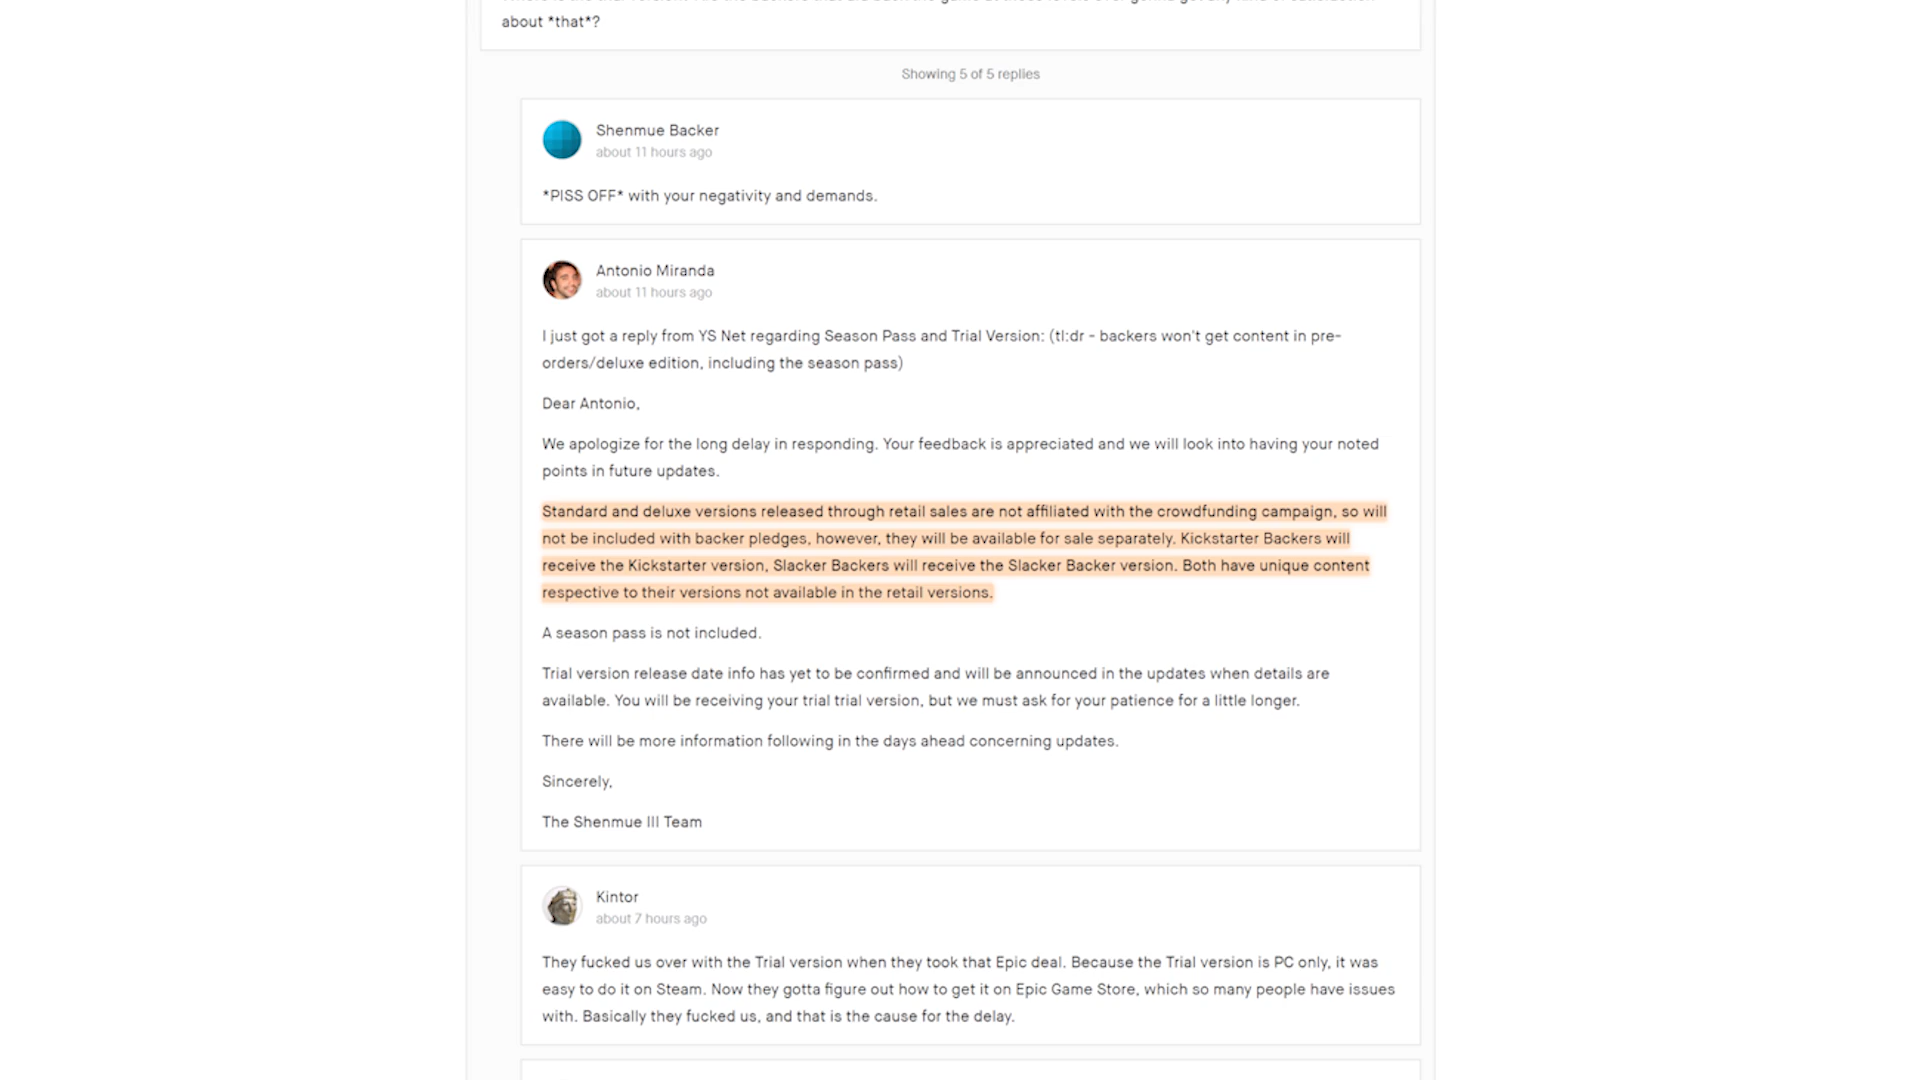 about *that*?
Showing 5 of 5 replies
Shenmue Backer
about 11 hours ago
*PISS OFF* with your negativity and demands.
Antonio Miranda
about 11 hours ago
I just got a reply from YS Net regarding Season Pass and Trial Version: (tl:dr - backers won't get content in pre-
orders/deluxe edition, including the season pass)
Dear Antonio,
We apologize for the long delay in responding. Your feedback is appreciated and we will look into having your noted
points in future updates.
Standard and deluxe versions released through retail sales are not affiliated with the crowdfunding campaign, so will
not be included with backer pledges, however, they will be available for sale separately. Kickstarter Backers will
receive the Kickstarter version, Slacker Backers will receive the Slacker Backer version. Both have unique content
respective to their versions not available in the retail versions.
A season pass is not included.
Trial version release date info has yet to be confirmed and will be announced in the updates when details are
available. You will be receiving your trial trial version, but we must ask for your patience for a little longer.
There will be more information following in the days ahead concerning updates.
Sincerely,
The Shenmue III Team
Kintor
about 7 hours ago
They fucked us over with the Trial version when they took that Epic deal. Because the Trial version is PC only, it was
easy to do it on Steam. Now they gotta figure out how to get it on Epic Game Store, which so many people have issues
with. Basically they fucked us, and that is the cause for the delay.